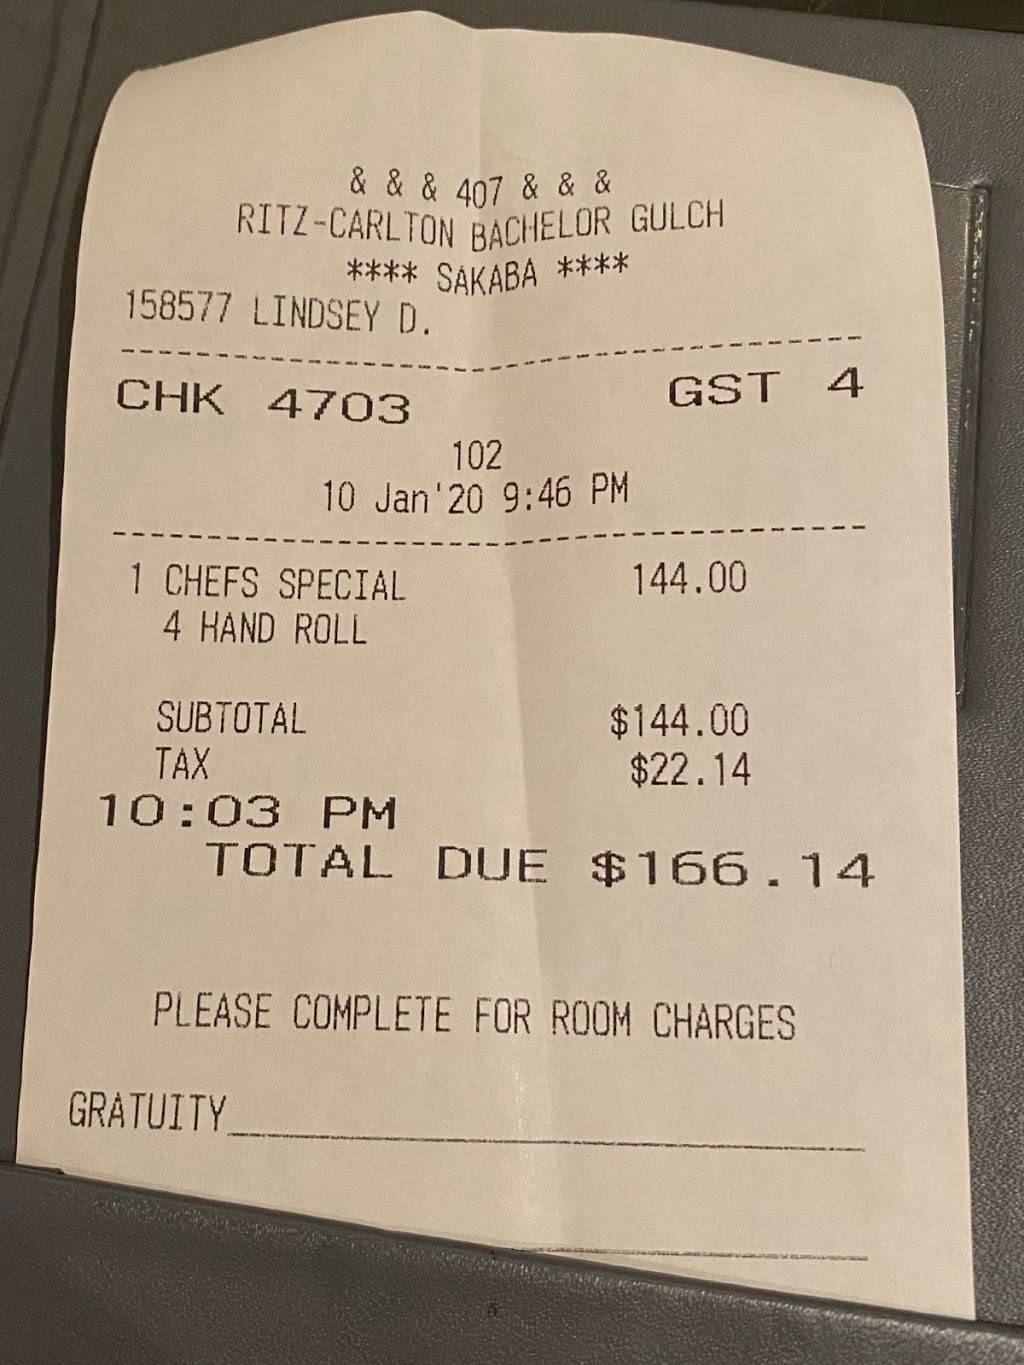 & & & 407 & & &
RITZ-CARLTON BACHELOR GULCH
**** SAKABA ****
158577 LINDSEY D.
CHK 4703 GST 4
102
10 Jan'20 9:46 PM
1 CHEFS SPECIAL 144.00
4 HAND ROLL
SUBTOTAL $144.00
TAX $22.14
10:03 PM
TOTAL DUE $166.14
PLEASE COMPLETE FOR ROOM CHARGES
GRATUITY